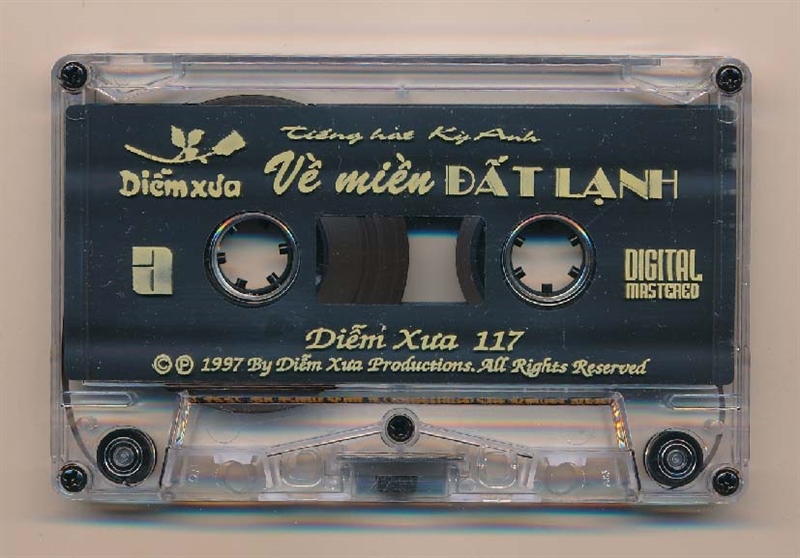 Tiếng hát Kỳ Anh
Diễm xưa
Về miền ĐẤT LẠNH
a
DIGITAL
MASTERED
Diễm Xưa 117
© ℗ 1997 By Diễm Xưa Productions. All Rights Reserved